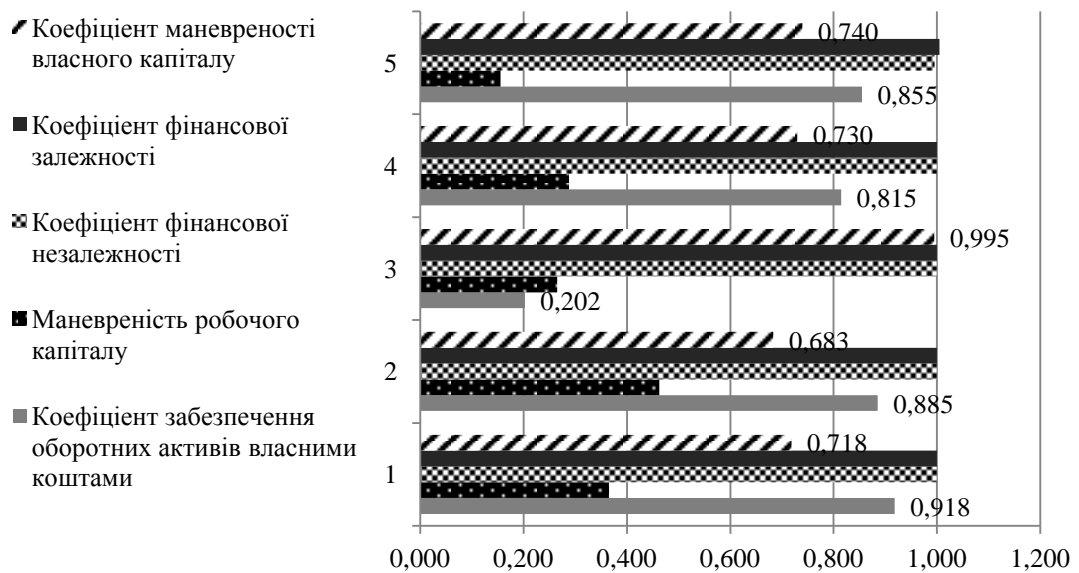 Коефіцієнт маневреності
власного капіталу
Коефіцієнт фінансової
залежності
Коефіцієнт фінансової
незалежності
Маневреність робочого
капіталу
Коефіцієнт забезпечення
оборотних активів власними
коштами
5
0,740
0,855
4
0,730
0,815
3
0,995
0,202
2
0,683
0,885
1
0,718
0,918
0,000 0,200 0,400 0,600 0,800 1,000 1,200